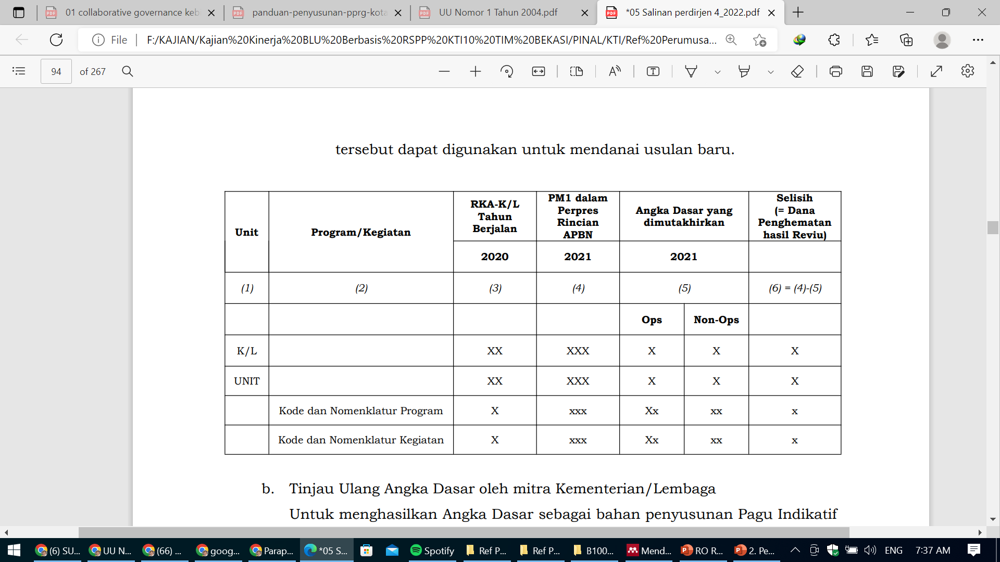 01 collaborative governance keb
panduan-penyusunan-pprg-kota
UU Nomor 1 Tahun 2004.pdf
*05 Salinan perdirjen 4_2022.pdf
File
F:/KAJIAN/Kajian%20Kinerja%20BLU%20Berbasis%20RSPP%20KTI10%20TIM%20BEKASI/PINAL/KTI/Ref%20Perumusa...
94 of 267
tersebut dapat digunakan untuk mendanai usulan baru.
Unit
Program/Kegiatan
RKA-K/L
Tahun
Berjalan
PM1 dalam
Perpres
Rincian
APBN
Angka Dasar yang
dimutakhirkan
Selisih
(= Dana
Penghematan
hasil Reviu)
2020 2021 2021
(1) (2) (3) (4) (5) (6) = (4)-(5)
Ops Non-Ops
K/L XX XXX X X X
UNIT XX XXX X X X
Kode dan Nomenklatur Program X xxx Xx xx x
Kode dan Nomenklatur Kegiatan X xxx Xx xx x
b. Tinjau Ulang Angka Dasar oleh mitra Kementerian/Lembaga
Untuk menghasilkan Angka Dasar sebagai bahan penyusunan Pagu Indikatif
(6) SU... UU N... (66) ... goog... Parap... *05 S... Spotify Ref P... Ref P... B100... Mend... RO R... 2. Pe... ENG 7:37 AM